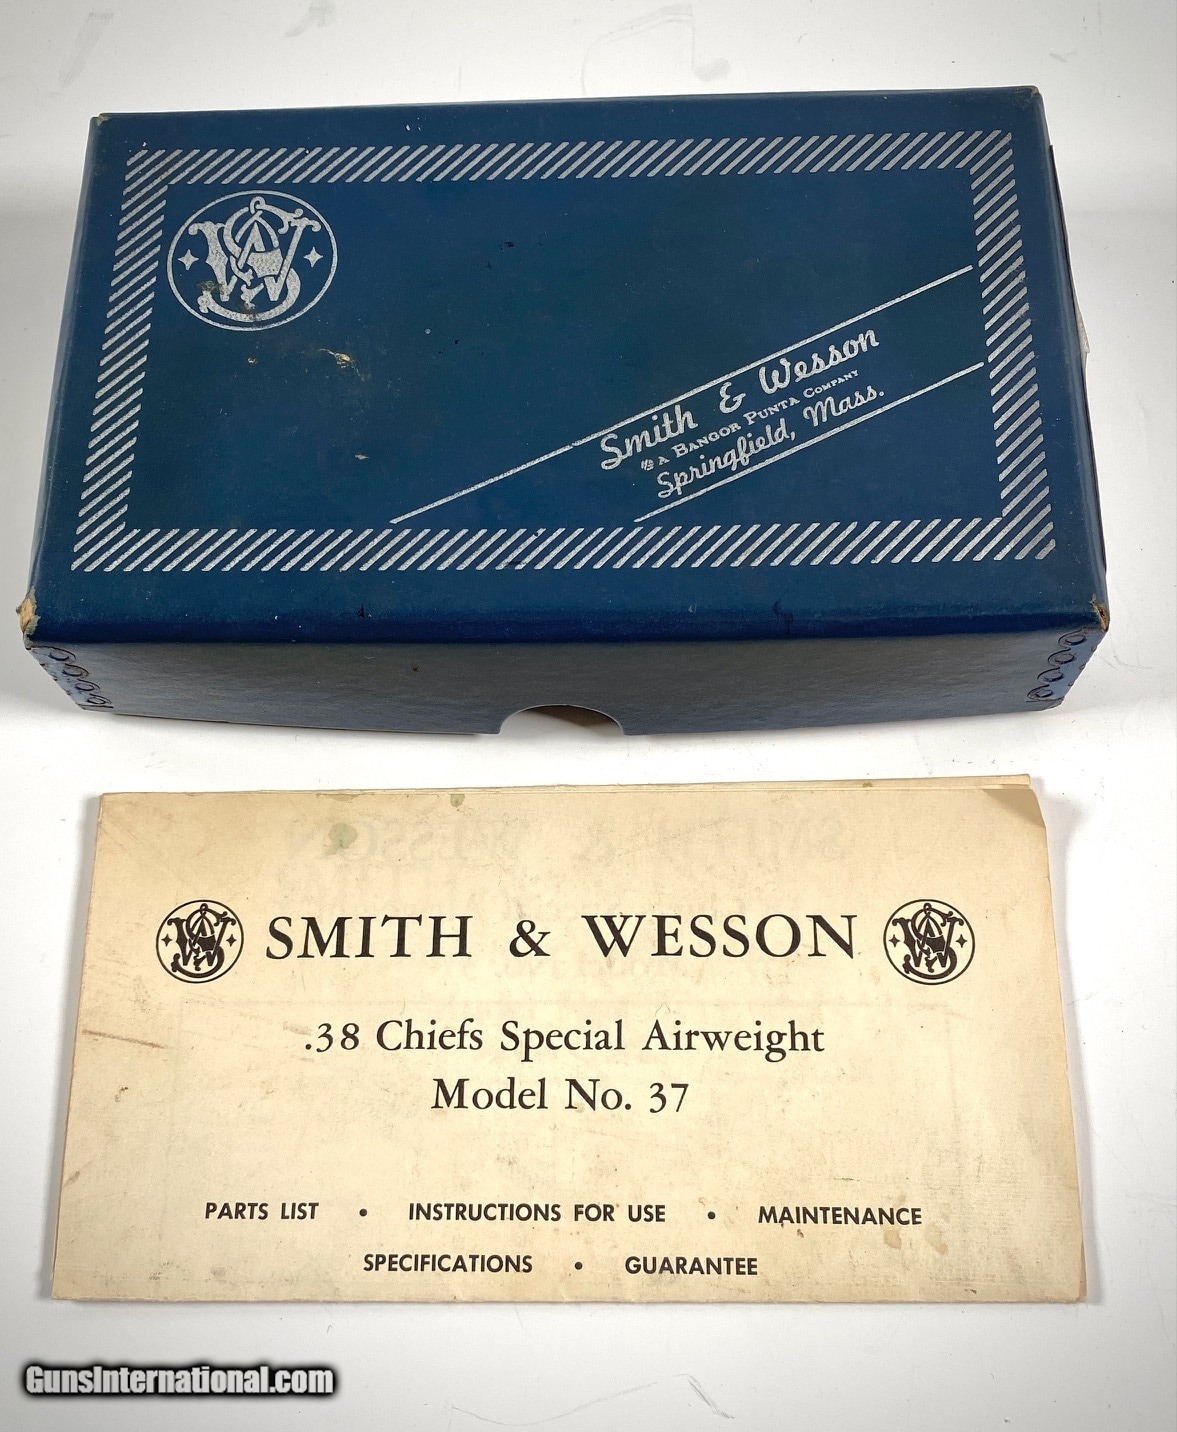 Smith & Wesson
A BANGOR PUNTA COMPANY
Springfield, Mass.
SMITH & WESSON
.38 Chiefs Special Airweight
Model No. 37
PARTS LIST • INSTRUCTIONS FOR USE • MAINTENANCE
SPECIFICATIONS • GUARANTEE
GunsInternational.com